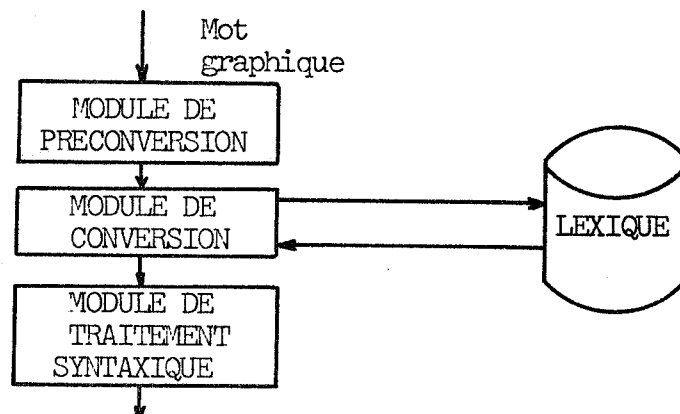 Mot
graphique
MODULE DE
PRECONVERSION
MODULE DE
CONVERSION
LEXIQUE
MODULE DE
TRAITEMENT
SYNTAXIQUE